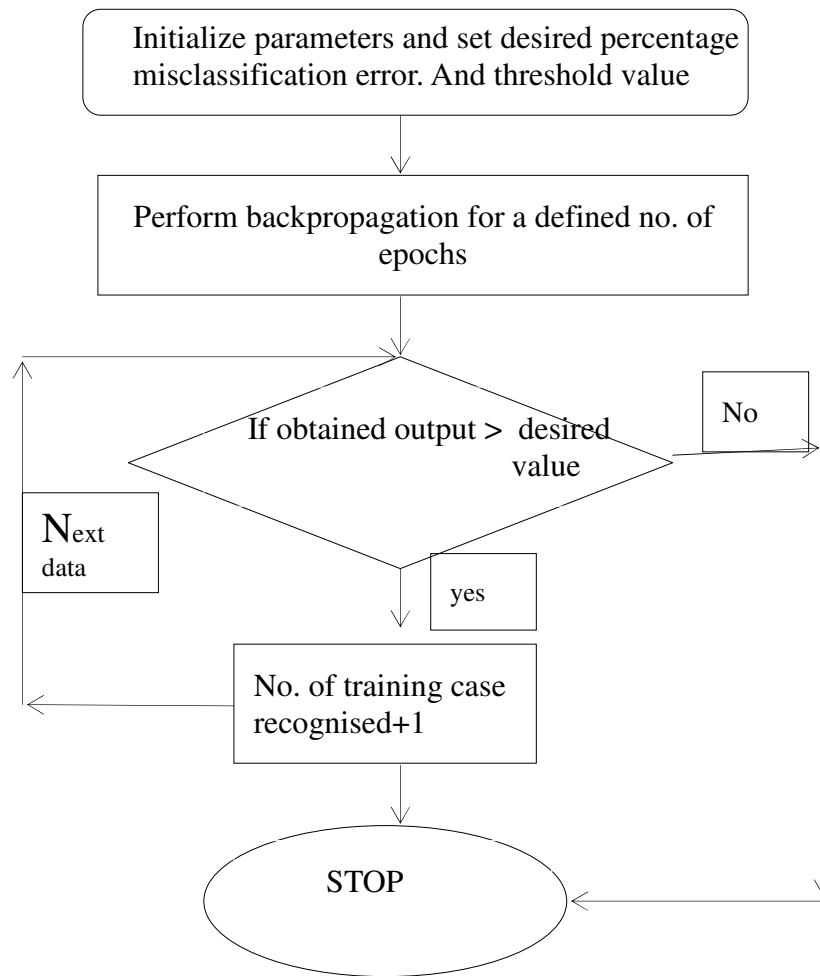 Initialize parameters and set desired percentage
misclassification error. And threshold value
Perform backpropagation for a defined no. of
epochs
If obtained output > desired
value
No
Next
data
yes
No. of training case
recognised+1
STOP